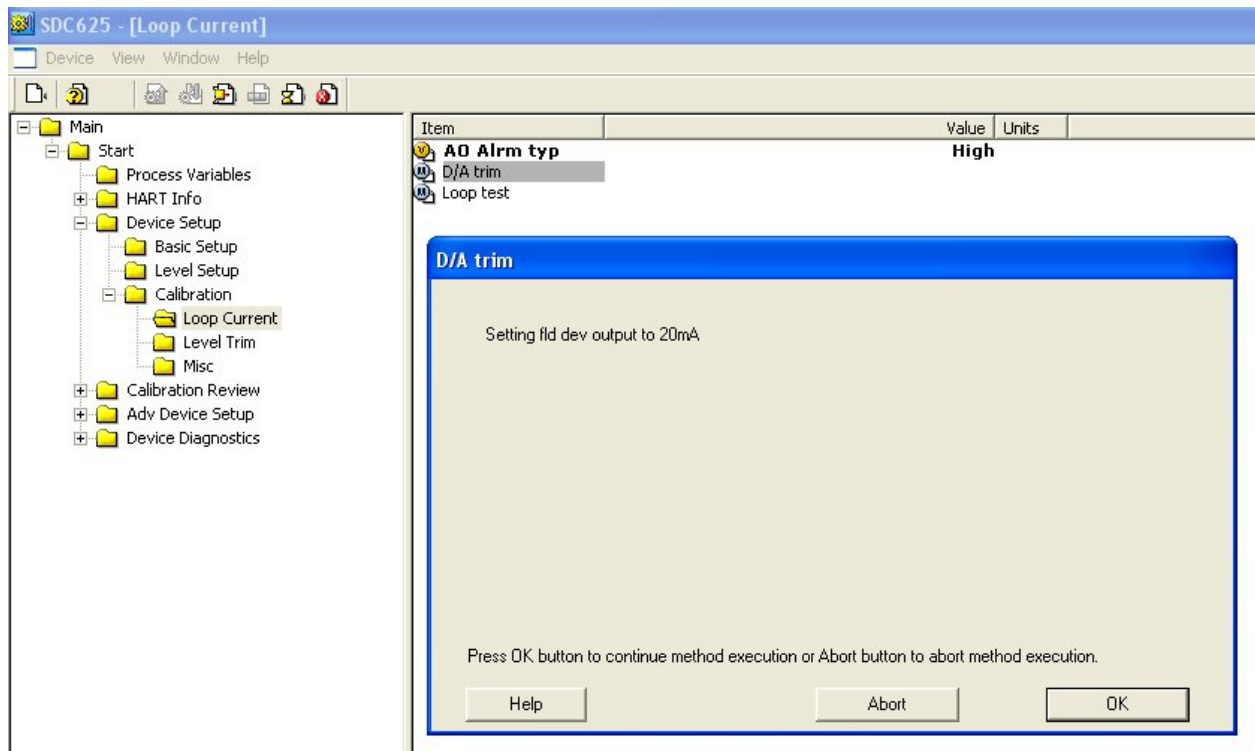 SDC625 - [Loop Current]
Device View Window Help
Main
Start
Process Variables
HART Info
Device Setup
Basic Setup
Level Setup
Calibration
Loop Current
Level Trim
Misc
Calibration Review
Adv Device Setup
Device Diagnostics
Item Value Units
AO Alrm typ High
D/A trim
Loop test
D/A trim
Setting fld dev output to 20mA
Press OK button to continue method execution or Abort button to abort method execution.
Help Abort OK